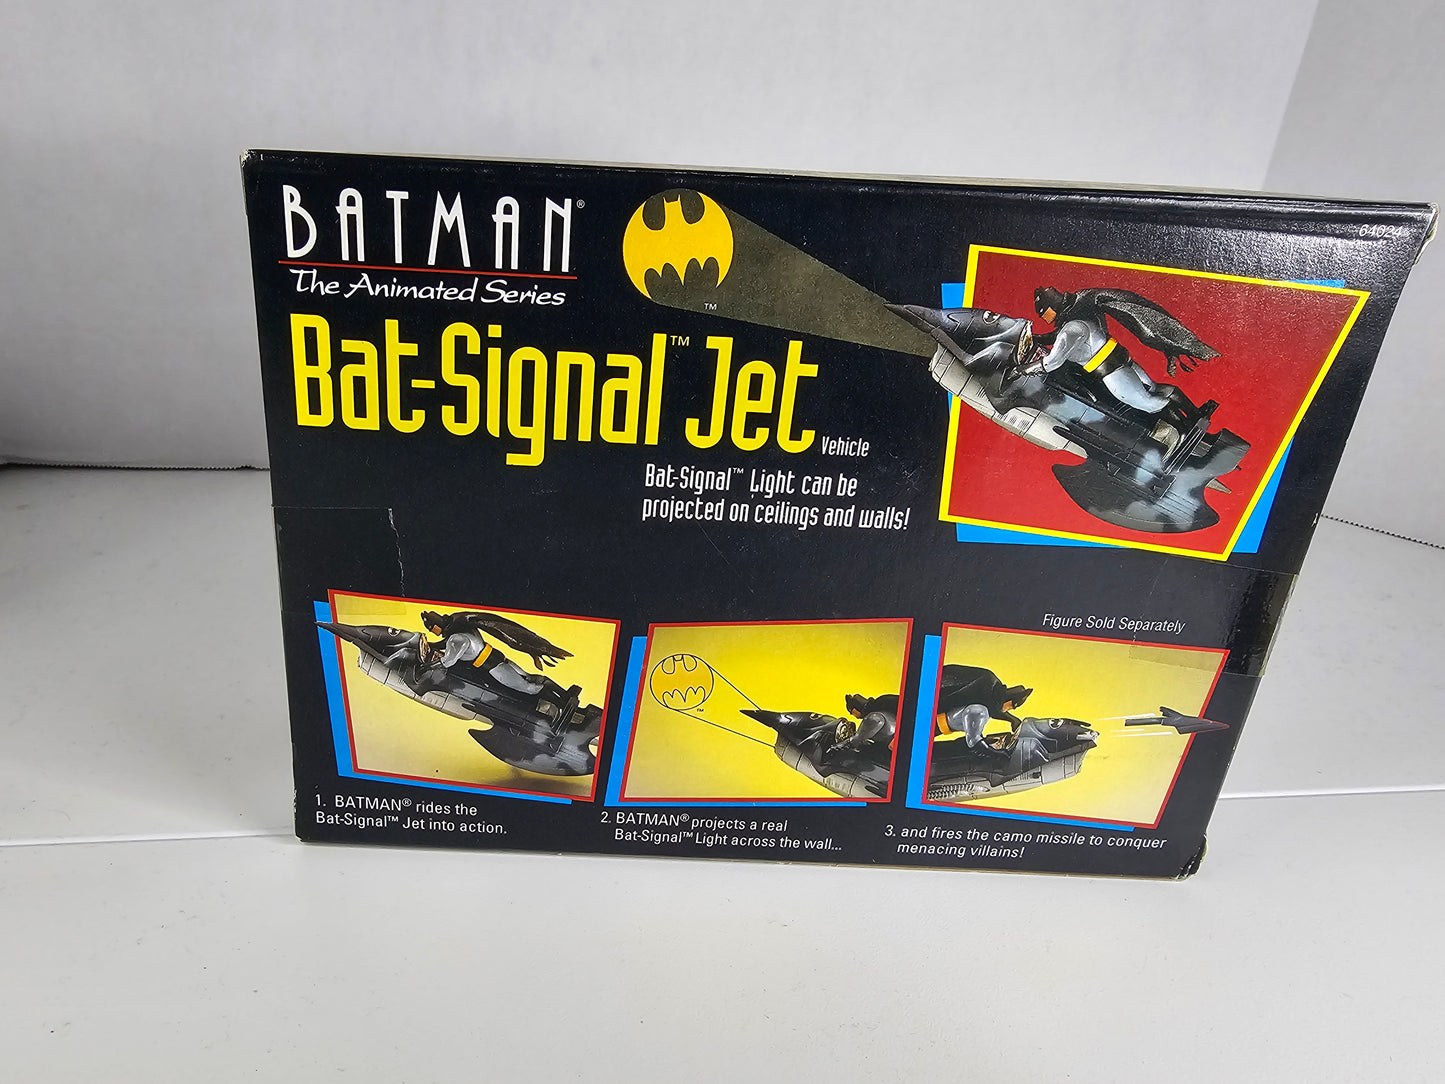 BATMAN®
The Animated Series
Bat-Signal™ Jet
Vehicle
Bat-Signal™ Light can be
projected on ceilings and walls!
TM
64024
Figure Sold Separately
TM
1. BATMAN® rides the
Bat-Signal™ Jet into action.
2. BATMAN® projects a real
Bat-Signal™ Light across the wall...
3. and fires the camo missile to conquer
menacing villains!